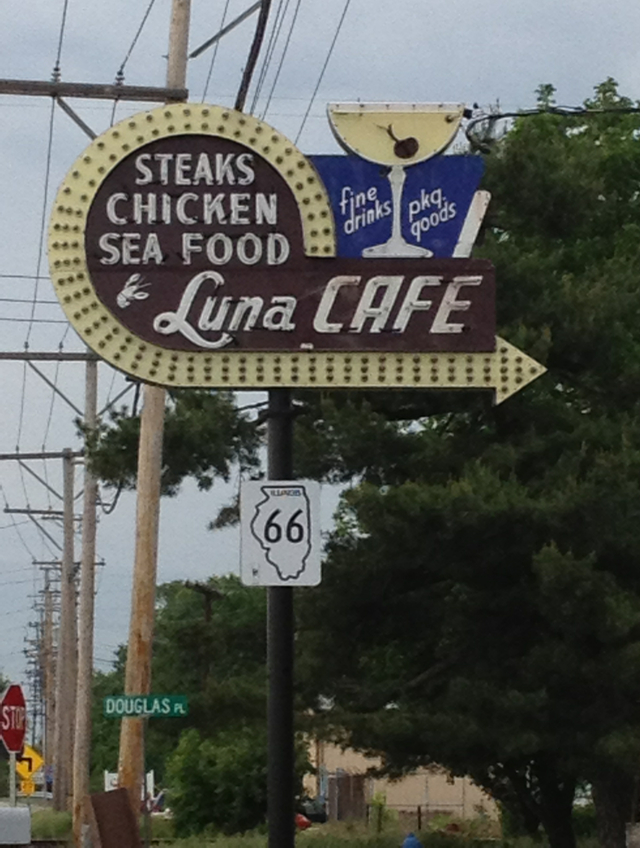 STEAKS
CHICKEN
SEA FOOD
fine
drinks
pkg.
goods
Luna CAFE
ILLINOIS
66
DOUGLAS PL
STOP